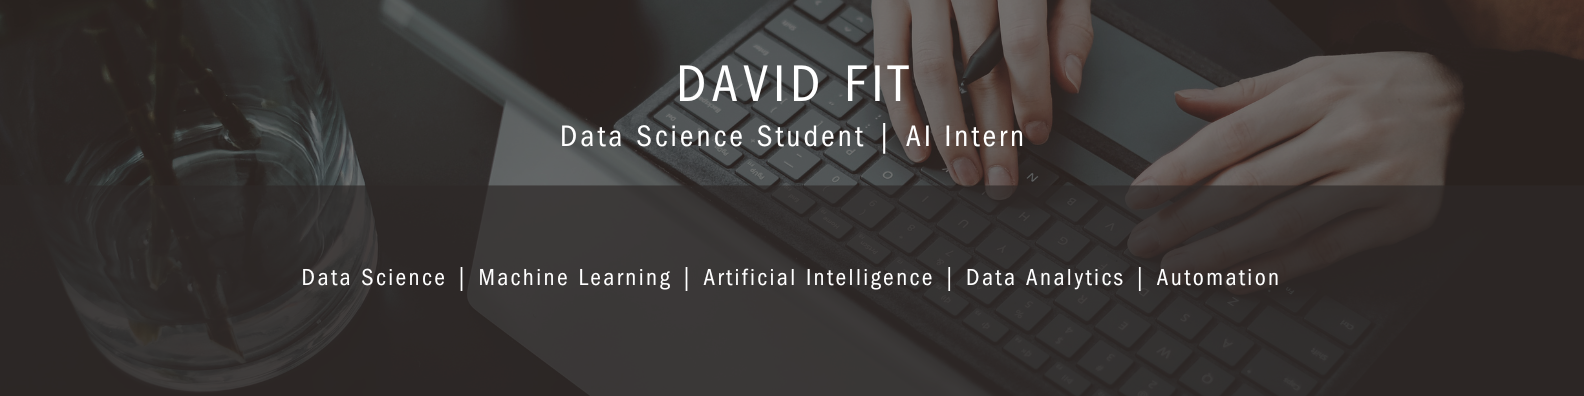 DAVID FIT
Data Science Student | AI Intern
Data Science | Machine Learning | Artificial Intelligence | Data Analytics | Automation